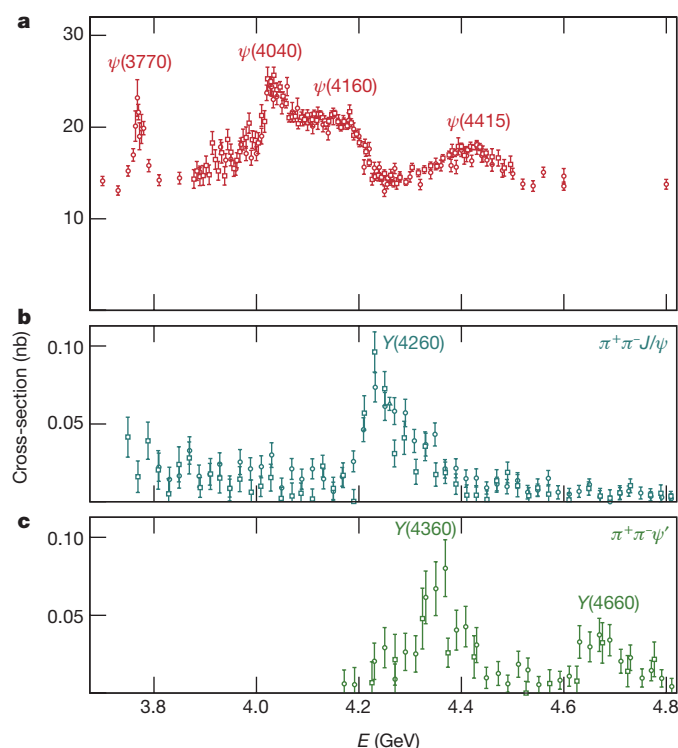 a
30
20
10
ψ(3770)
ψ(4040)
ψ(4160)
ψ(4415)
b
Cross-section (nb)
0.10
0.05
Y(4260)
π⁺π⁻J/ψ
c
0.10
0.05
Y(4360)
π⁺π⁻ψ′
Y(4660)
3.8 4.0 4.2 4.4 4.6 4.8
E (GeV)